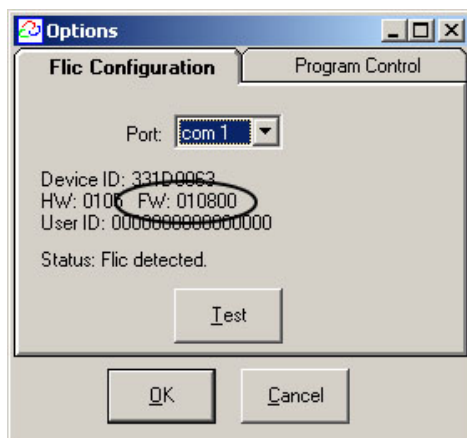 Options
Flic Configuration
Program Control
Port: com 1
Device ID: 331D0063
HW: 0105 FW: 010800
User ID: 0000000000000000
Status: Flic detected.
Test
OK
Cancel